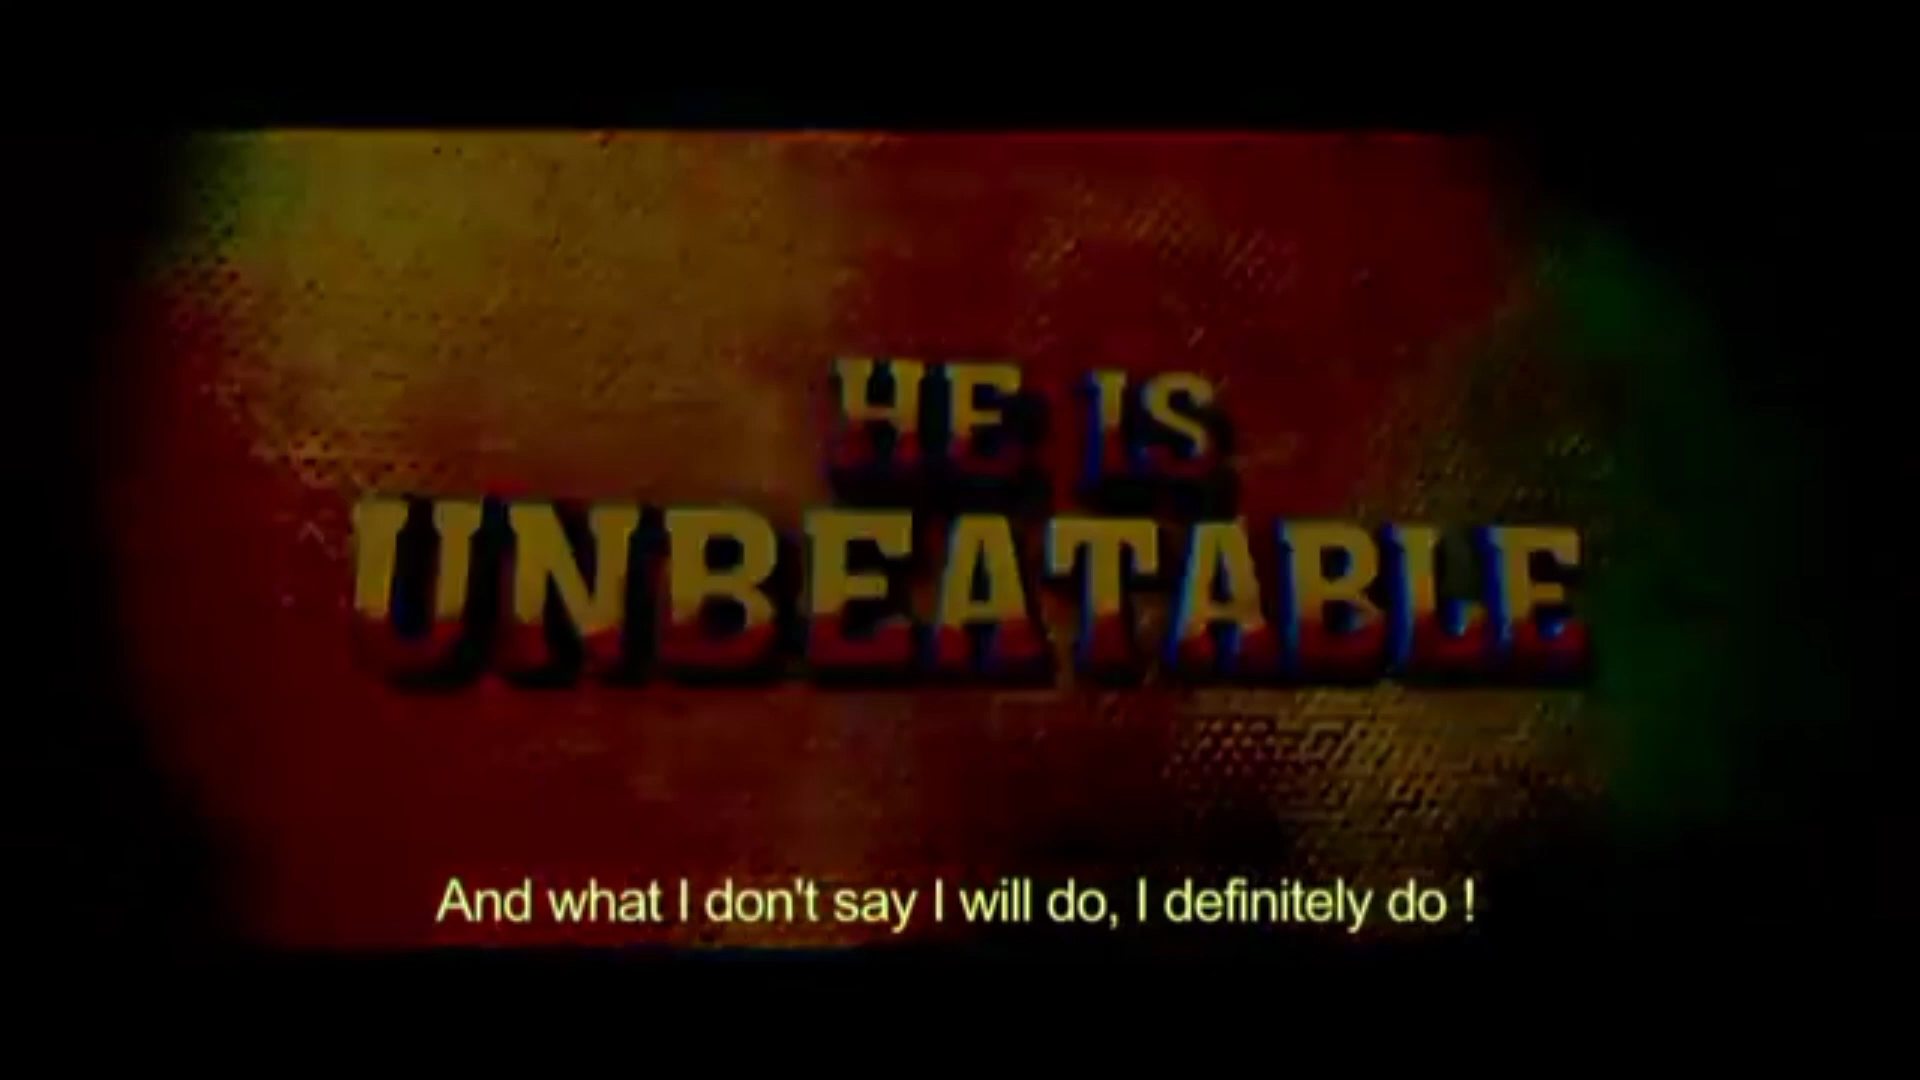 HE IS
UNBEATABLE
And what I don't say I will do, I definitely do !